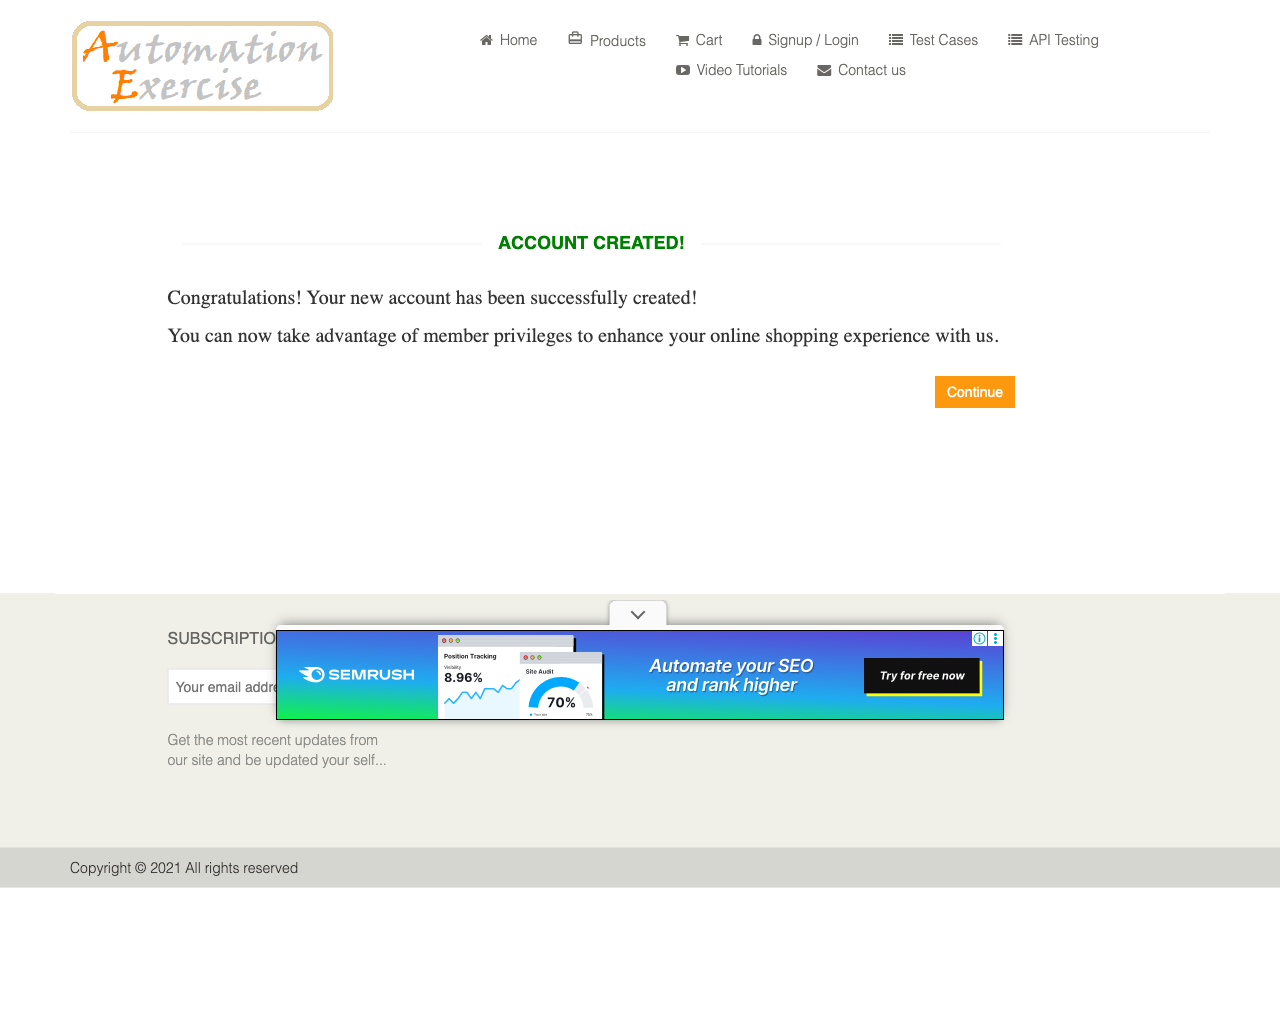 Automation
Exercise
Home
Products
Cart
Signup / Login
Test Cases
API Testing
Video Tutorials
Contact us
ACCOUNT CREATED!
Congratulations! Your new account has been successfully created!
You can now take advantage of member privileges to enhance your online shopping experience with us.
Continue
SUBSCRIPTIO
Your email addre
SEMRUSH
Position Tracking
Visibility
8.96%
Site Audit
70%
Automate your SEO
and rank higher
Try for free now
Get the most recent updates from
our site and be updated your self...
Copyright © 2021 All rights reserved